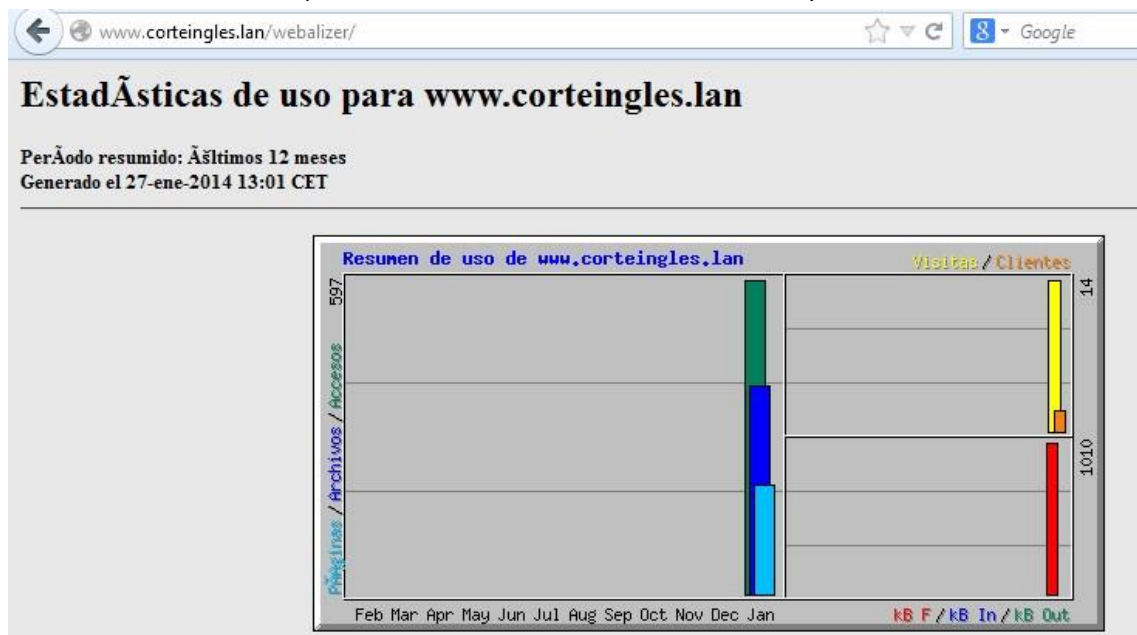 www.corteingles.lan/webalizer/
Google
EstadÃsticas de uso para www.corteingles.lan
PerÃodo resumido: Ãšltimos 12 meses
Generado el 27-ene-2014 13:01 CET
Resumen de uso de www.corteingles.lan
Visitas / Clientes
597
14
Archivos / Accesos
1010
Feb Mar Apr May Jun Jul Aug Sep Oct Nov Dec Jan
kB F / kB In / kB Out